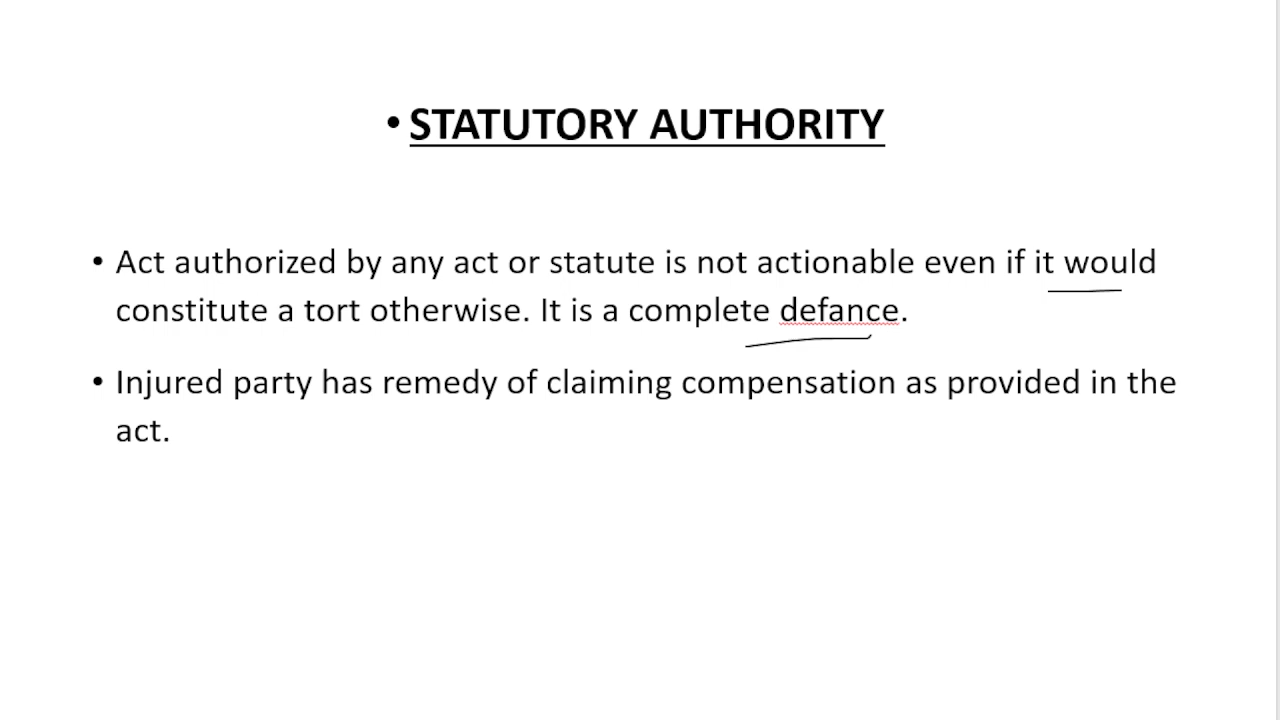 • STATUTORY AUTHORITY
• Act authorized by any act or statute is not actionable even if it would
constitute a tort otherwise. It is a complete defance.
• Injured party has remedy of claiming compensation as provided in the
act.